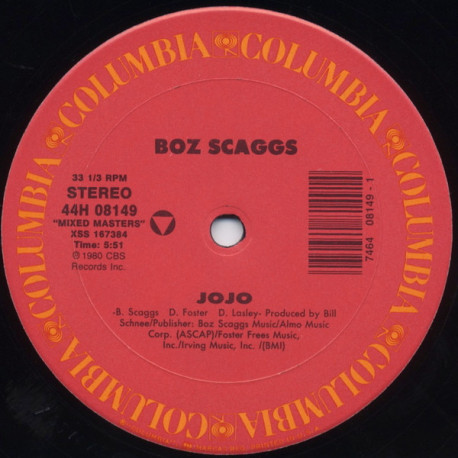 COLUMBIA COLUMBIA COLUMBIA COLUMBIA COLUMBIA COLUMBIA COLUMBIA
BOZ SCAGGS
33 1/3 RPM
STEREO
44H 08149
"MIXED MASTERS"
XSS 167384
Time: 5:51
℗ 1980 CBS
Records Inc.
7464 08149-1
JOJO
-B. Scaggs D. Foster D. Lasley- Produced by Bill
Schnee/Publisher: Boz Scaggs Music/Almo Music
Corp. (ASCAP)/Foster Frees Music,
Inc./Irving Music, Inc. /(BMI)